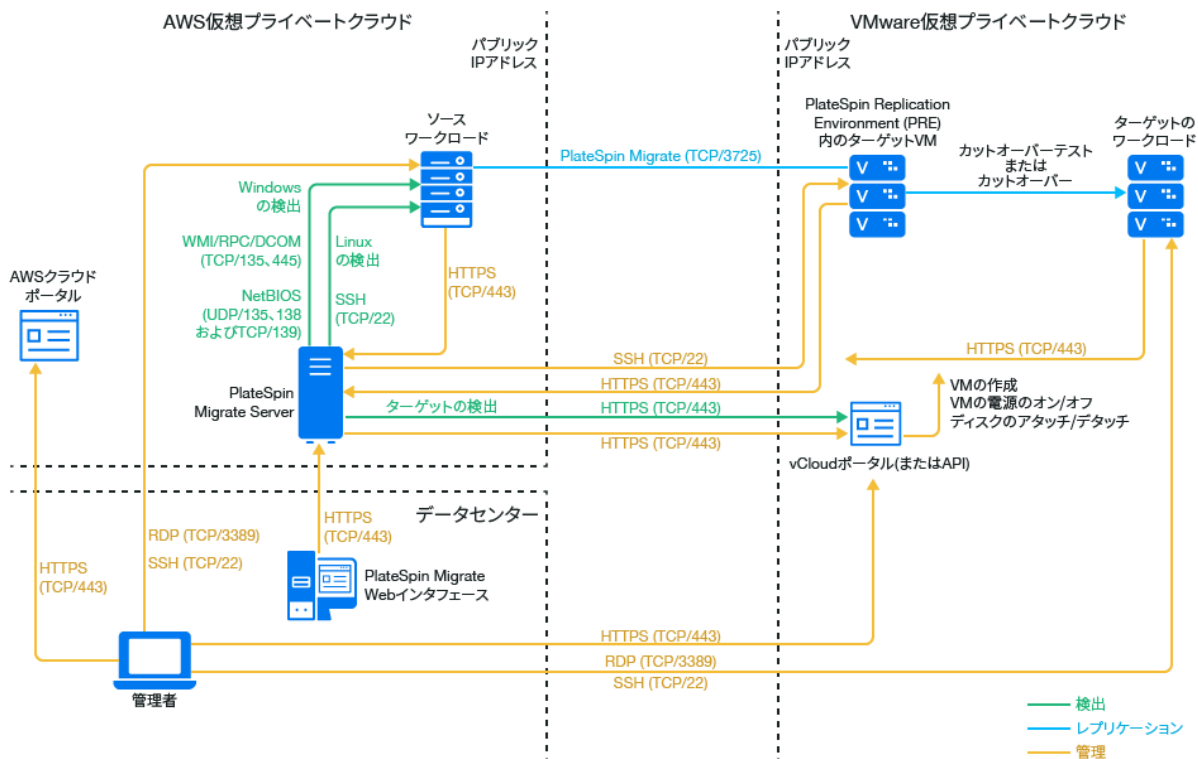 AWS仮想プライベートクラウド
VMware仮想プライベートクラウド
パブリック
IPアドレス
パブリック
IPアドレス
ソース
ワークロード
PlateSpin Replication
Environment (PRE)
内のターゲットVM
ターゲットの
ワークロード
PlateSpin Migrate (TCP/3725)
カットオーバーテスト
または
カットオーバー
Windows
の検出
WMI/RPC/DCOM
(TCP/135、445)
Linux
の検出
NetBIOS
(UDP/135、138
およびTCP/139)
SSH
(TCP/22)
HTTPS
(TCP/443)
AWSクラウド
ポータル
PlateSpin
Migrate Server
SSH (TCP/22)
HTTPS (TCP/443)
HTTPS (TCP/443)
ターゲットの検出
HTTPS (TCP/443)
HTTPS (TCP/443)
VMの作成
VMの電源のオン/オフ
ディスクのアタッチ/デタッチ
vCloudポータル(またはAPI)
データセンター
HTTPS
(TCP/443)
RDP (TCP/3389)
SSH (TCP/22)
HTTPS
(TCP/443)
PlateSpin Migrate
Webインタフェース
HTTPS (TCP/443)
RDP (TCP/3389)
SSH (TCP/22)
管理者
検出
レプリケーション
管理